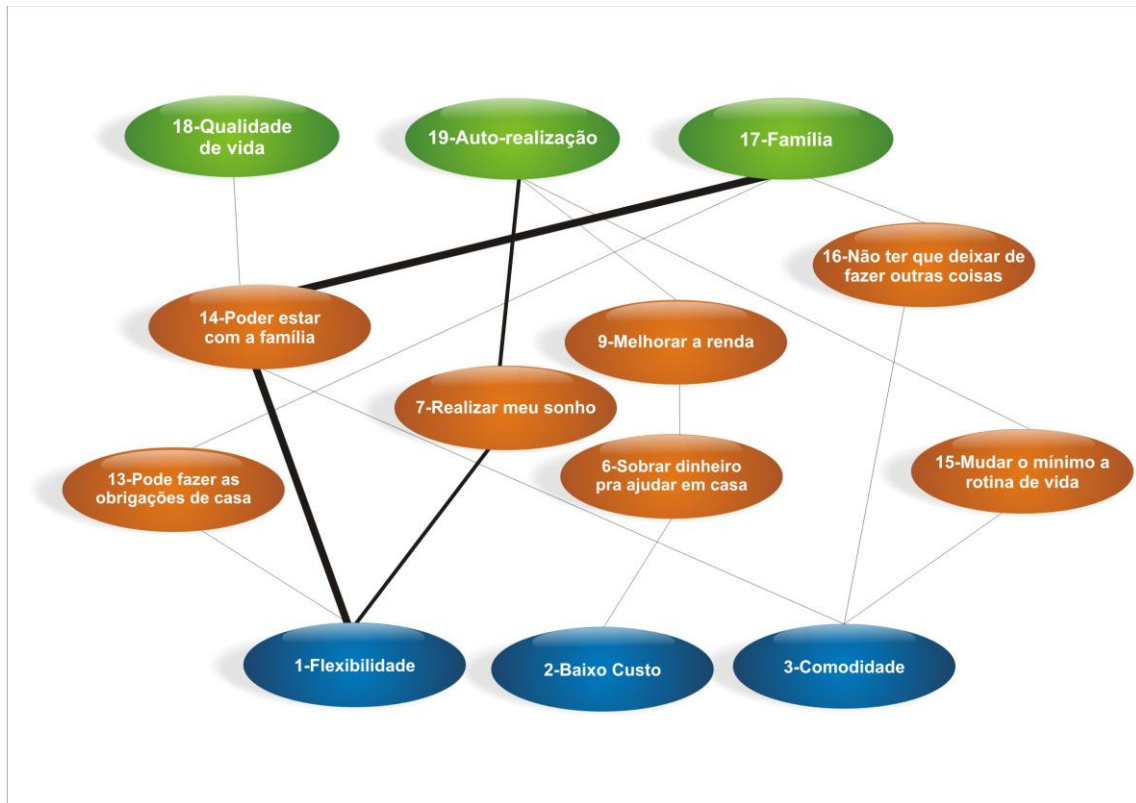 18-Qualidade
de vida
19-Auto-realização
17-Família
16-Não ter que deixar de
fazer outras coisas
14-Poder estar
com a família
9-Melhorar a renda
7-Realizar meu sonho
13-Pode fazer as
obrigações de casa
6-Sobrar dinheiro
pra ajudar em casa
15-Mudar o mínimo a
rotina de vida
1-Flexibilidade
2-Baixo Custo
3-Comodidade